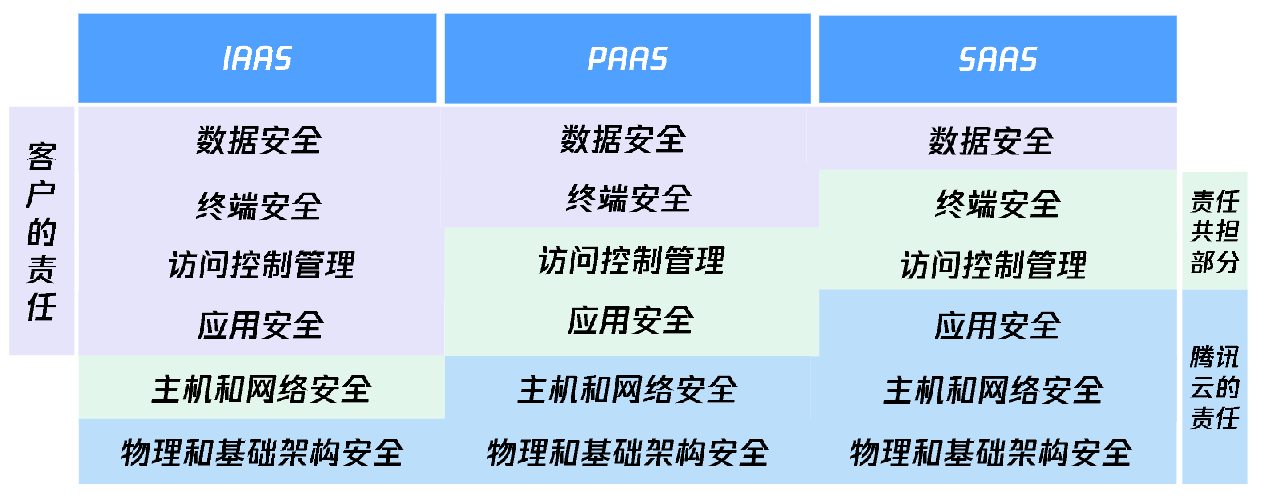 IAAS PAAS SAAS
客户的责任
数据安全 数据安全 数据安全
终端安全 终端安全 终端安全
访问控制管理 访问控制管理 访问控制管理
责任共担部分
应用安全 应用安全 应用安全
主机和网络安全 主机和网络安全 主机和网络安全
腾讯云的责任
物理和基础架构安全 物理和基础架构安全 物理和基础架构安全